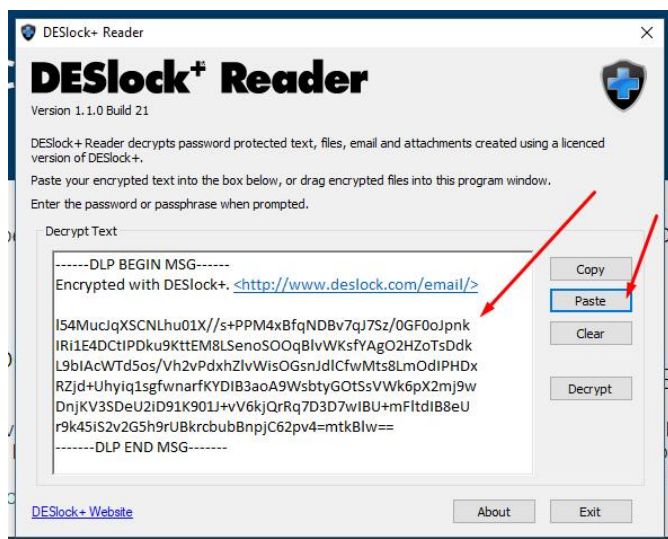 DESlock+ Reader
DESlock+ Reader
Version 1.1.0 Build 21
DESlock+ Reader decrypts password protected text, files, email and attachments created using a licenced
version of DESlock+.
Paste your encrypted text into the box below, or drag encrypted files into this program window.
Enter the password or passphrase when prompted.
Decrypt Text
------DLP BEGIN MSG------
Encrypted with DESlock+. <http://www.deslock.com/email/>
l54MucJqXSCNLhu01X//s+PPM4xBfqNDBv7qJ7Sz/0GF0oJpnk
IRi1E4DCtIPDku9KttEM8LSenoSOOqBlvWKsfYAgO2HZoTsDdk
L9bIAcWTd5os/Vh2vPdxhZlvWisOGsnJdlCfwMts8LmOdIPHDx
RZjd+Uhyiq1sgfwnarfKYDIB3aoA9WsbtyGOtSsVWk6pX2mj9w
DnjKV3SDeU2iD91K901J+vV6kjQrRq7D3D7wIBU+mFltdIB8eU
r9k45iS2v2G5h9rUBkrcbubBnpjC62pv4=mtkBlw==
-------DLP END MSG-------
Copy
Paste
Clear
Decrypt
DESlock+ Website
About
Exit